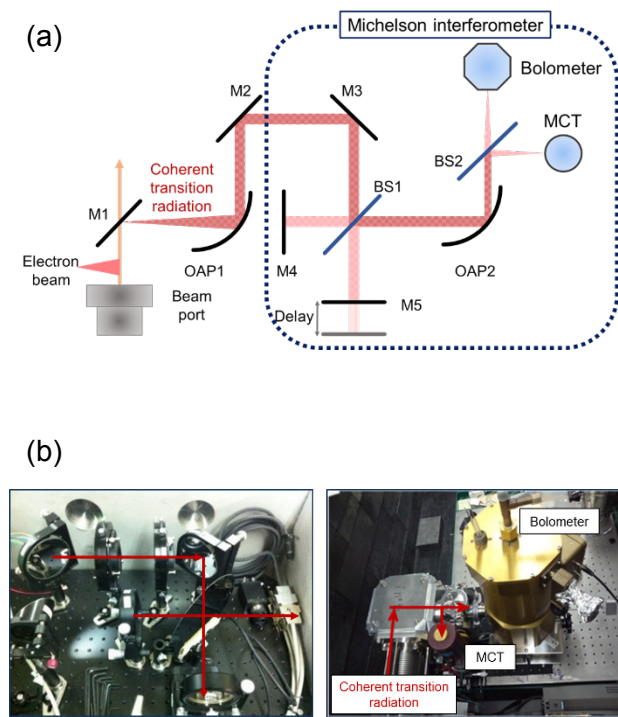 (a)
Michelson interferometer
Bolometer
M2
M3
MCT
Coherent
transition
radiation
BS2
M1
BS1
Electron
beam
OAP1
M4
OAP2
Beam
port
Delay
M5
(b)
Bolometer
MCT
Coherent transition
radiation